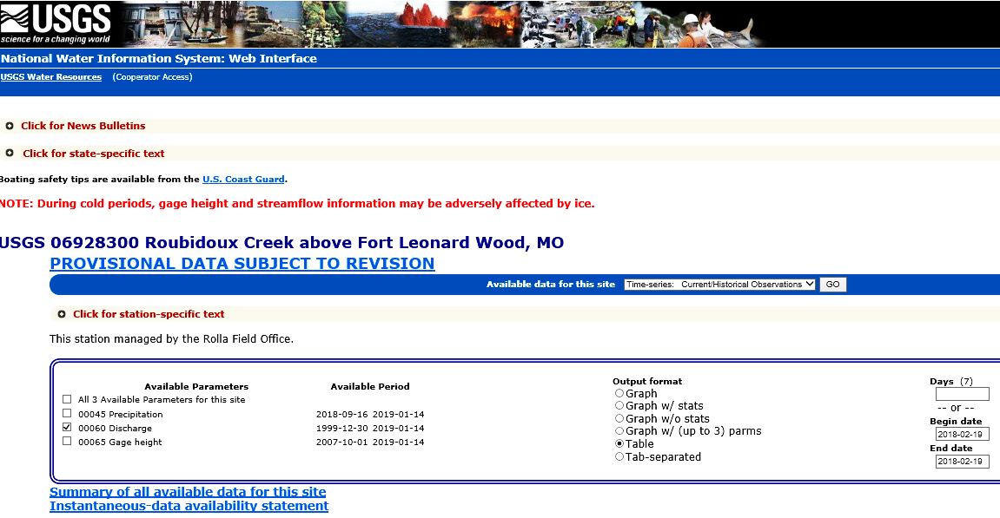 USGS
science for a changing world
National Water Information System: Web Interface
USGS Water Resources (Cooperator Access)
Click for News Bulletins
Click for state-specific text
Boating safety tips are available from the U.S. Coast Guard.
NOTE: During cold periods, gage height and streamflow information may be adversely affected by ice.
USGS 06928300 Roubidoux Creek above Fort Leonard Wood, MO
PROVISIONAL DATA SUBJECT TO REVISION
Available data for this site Time-series: Current/Historical Observations GO
Click for station-specific text
This station managed by the Rolla Field Office.
Available Parameters Available Period
All 3 Available Parameters for this site
00045 Precipitation 2018-09-16 2019-01-14
00060 Discharge 1999-12-30 2019-01-14
00065 Gage height 2007-10-01 2019-01-14
Output format
Graph
Graph w/ stats
Graph w/o stats
Graph w/ (up to 3) parms
Table
Tab-separated
Days (7)
-- or --
Begin date
2018-02-19
End date
2018-02-19
Summary of all available data for this site
Instantaneous-data availability statement